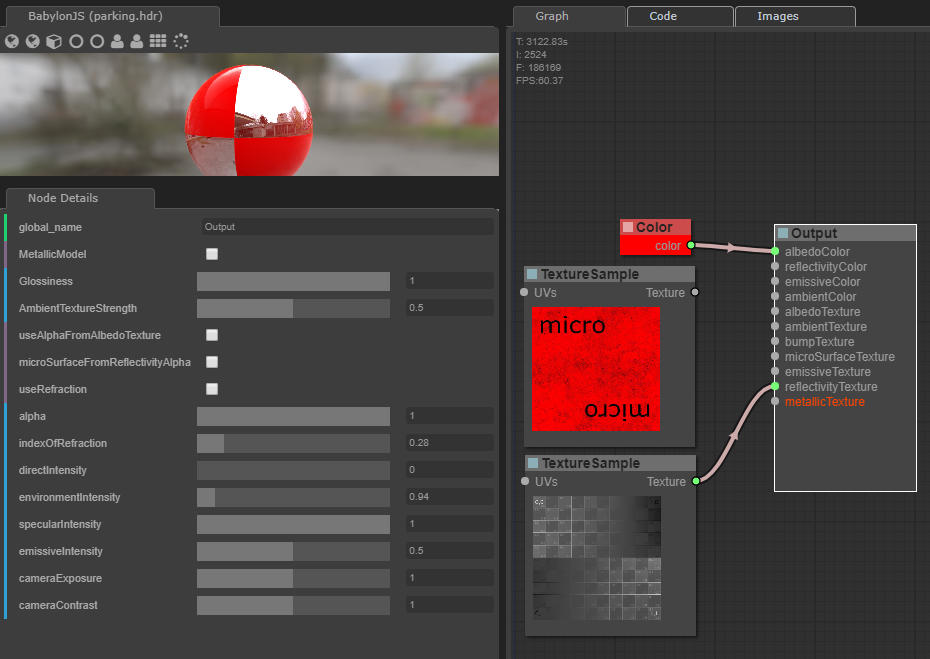 BabylonJS (parking.hdr)
Node Details
global_name Output
MetallicModel
Glossiness 1
AmbientTextureStrength 0.5
useAlphaFromAlbedoTexture
microSurfaceFromReflectivityAlpha
useRefraction
alpha 1
indexOfRefraction 0.28
directIntensity 0
environmentIntensity 0.94
specularIntensity 1
emissiveIntensity 0.5
cameraExposure 1
cameraContrast 1
Graph Code Images
T: 3122.83s
I: 2524
F: 186169
FPS:60.37
Color
color
TextureSample
UVs Texture
micro
micro
TextureSample
UVs Texture
Output
albedoColor
reflectivityColor
emissiveColor
ambientColor
albedoTexture
ambientTexture
bumpTexture
microSurfaceTexture
emissiveTexture
reflectivityTexture
metallicTexture